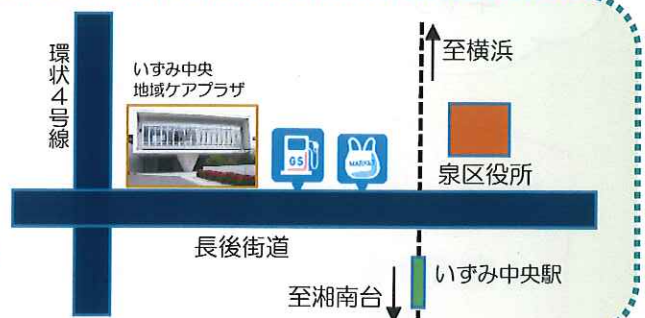 環状4号線
いずみ中央
地域ケアプラザ
GS
MARKET
至横浜
泉区役所
長後街道
いずみ中央駅
至湘南台